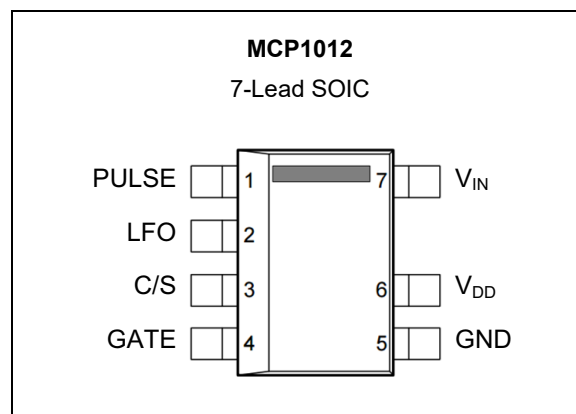 MCP1012
7-Lead SOIC
PULSE 1 7 VIN
LFO 2
C/S 3 6 VDD
GATE 4 5 GND